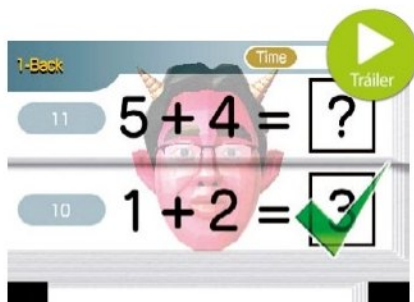 1-Back
Time
Tráiler
11 5 + 4 = ?
10 1 + 2 = 3